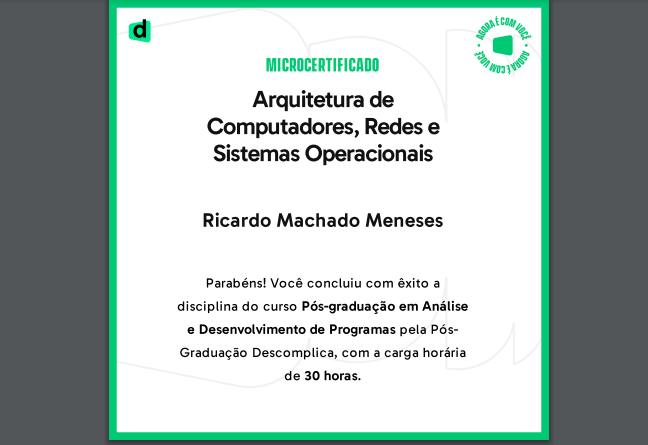 d
AGORA É COM VOCÊ • AGORA É COM VOCÊ •
MICROCERTIFICADO
Arquitetura de
Computadores, Redes e
Sistemas Operacionais
Ricardo Machado Meneses
Parabéns! Você concluiu com êxito a
disciplina do curso Pós-graduação em Análise
e Desenvolvimento de Programas pela Pós-
Graduação Descomplica, com a carga horária
de 30 horas.